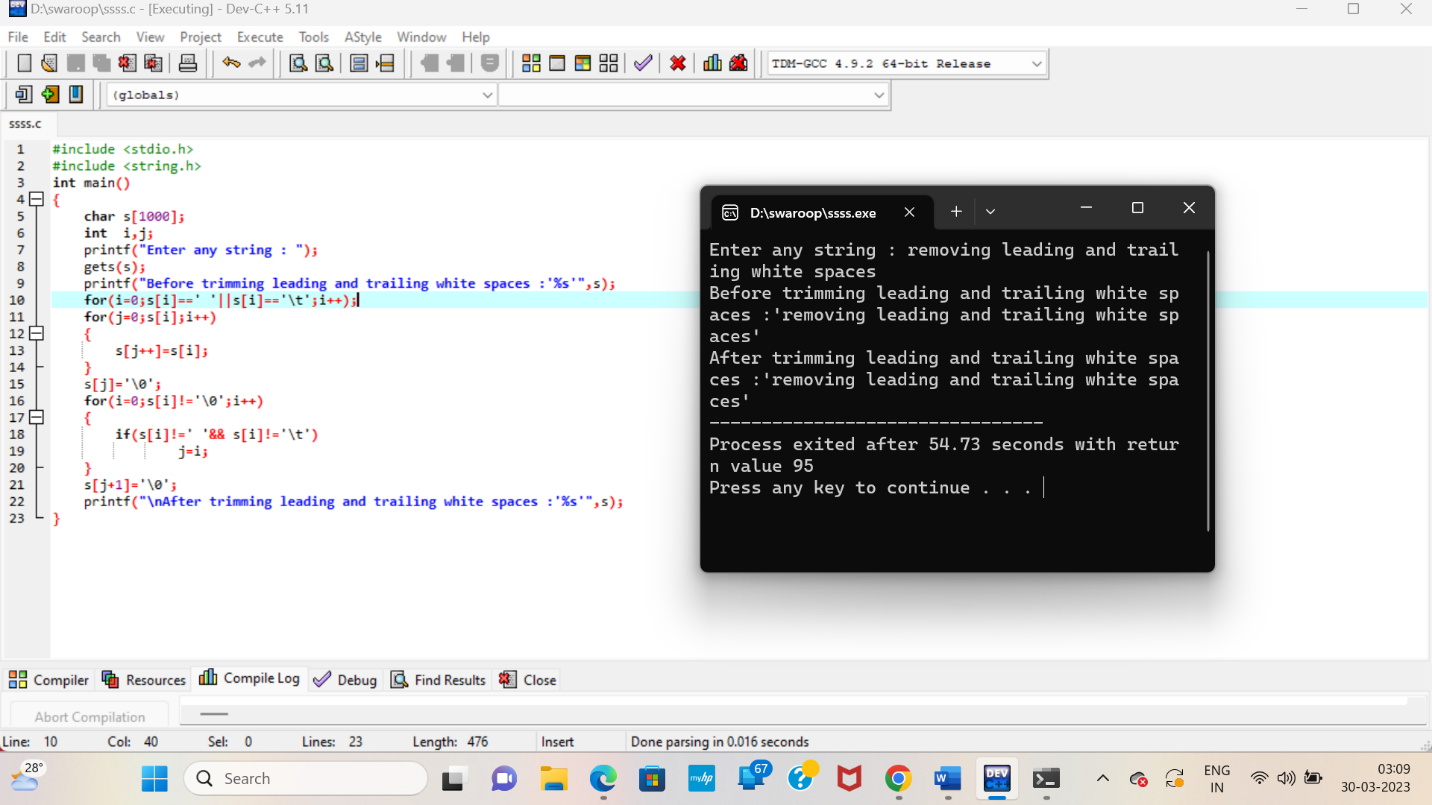 D:\swaroop\ssss.c - [Executing] - Dev-C++ 5.11
File Edit Search View Project Execute Tools AStyle Window Help
TDM-GCC 4.9.2 64-bit Release
(globals)
ssss.c
1 #include <stdio.h>
2 #include <string.h>
3 int main()
4 {
5 char s[1000];
6 int  i,j;
7 printf("Enter any string : ");
8 gets(s);
9 printf("Before trimming leading and trailing white spaces :'%s'",s);
10 for(i=0;s[i]==' '||s[i]=='\t';i++);
11 for(j=0;s[i];i++)
12 {
13 s[j++]=s[i];
14 }
15 s[j]='\0';
16 for(i=0;s[i]!='\0';i++)
17 {
18 if(s[i]!=' '&& s[i]!='\t')
19 j=i;
20 }
21 s[j+1]='\0';
22 printf("\nAfter trimming leading and trailing white spaces :'%s'",s);
23 }
D:\swaroop\ssss.exe
Enter any string : removing leading and trail
ing white spaces
Before trimming leading and trailing white sp
aces :'removing leading and trailing white sp
aces'
After trimming leading and trailing white spa
ces :'removing leading and trailing white spa
ces'
--------------------------------
Process exited after 54.73 seconds with retur
n value 95
Press any key to continue . . .
Compiler Resources Compile Log Debug Find Results Close
Abort Compilation
Line: 10 Col: 40 Sel: 0 Lines: 23 Length: 476 Insert Done parsing in 0.016 seconds
28° Search myhp 67 DEV C++ ENG 03:09
IN 30-03-2023